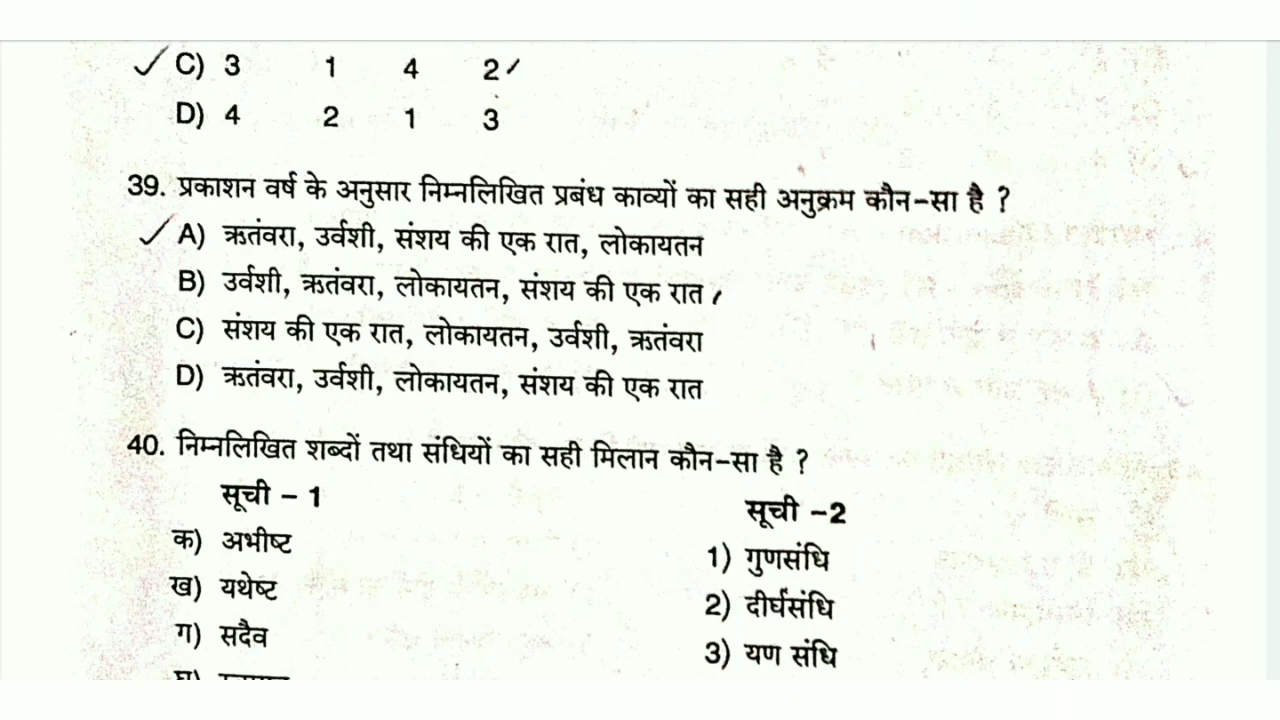 C) 3 1 4 2
D) 4 2 1 3
39. प्रकाशन वर्ष के अनुसार निम्नलिखित प्रबंध काव्यों का सही अनुक्रम कौन-सा है ?
A) ऋतंवरा, उर्वशी, संशय की एक रात, लोकायतन
B) उर्वशी, ऋतंवरा, लोकायतन, संशय की एक रात
C) संशय की एक रात, लोकायतन, उर्वशी, ऋतंवरा
D) ऋतंवरा, उर्वशी, लोकायतन, संशय की एक रात
40. निम्नलिखित शब्दों तथा संधियों का सही मिलान कौन-सा है ?
सूची - 1
सूची -2
क) अभीष्ट
1) गुणसंधि
ख) यथेष्ट
2) दीर्घसंधि
ग) सदैव
3) यण संधि